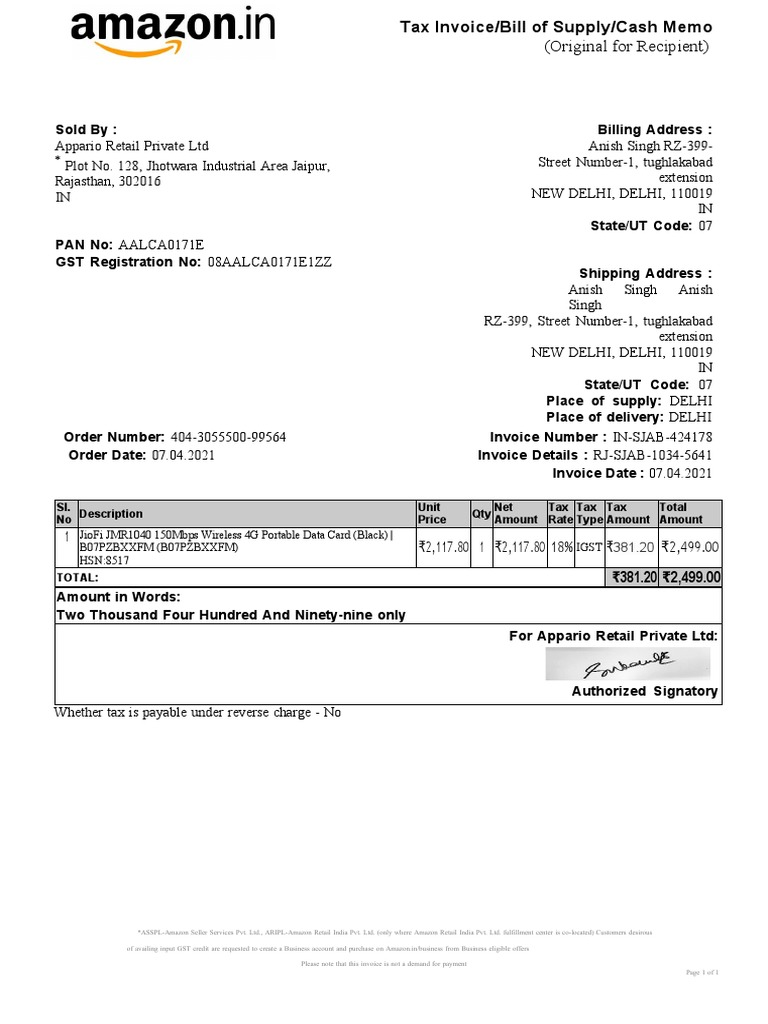 amazon.in
Tax Invoice/Bill of Supply/Cash Memo
(Original for Recipient)
Sold By :
Appario Retail Private Ltd
* Plot No. 128, Jhotwara Industrial Area Jaipur,
Rajasthan, 302016
IN
PAN No: AALCA0171E
GST Registration No: 08AALCA0171E1ZZ
Billing Address :
Anish Singh RZ-399-
Street Number-1, tughlakabad
extension
NEW DELHI, DELHI, 110019
IN
State/UT Code: 07
Shipping Address :
Anish Singh Anish
Singh
RZ-399, Street Number-1, tughlakabad
extension
NEW DELHI, DELHI, 110019
IN
State/UT Code: 07
Place of supply: DELHI
Place of delivery: DELHI
Order Number: 404-3055500-99564
Order Date: 07.04.2021
Invoice Number : IN-SJAB-424178
Invoice Details : RJ-SJAB-1034-5641
Invoice Date : 07.04.2021
Sl. No Description Unit Price Qty Net Amount Tax Rate Tax Type Tax Amount Total Amount
1 JioFi JMR1040 150Mbps Wireless 4G Portable Data Card (Black) | ₹2,117.80 1 ₹2,117.80 18% IGST ₹381.20 ₹2,499.00
B07PZBXXFM (B07PZBXXFM)
HSN:8517
TOTAL: ₹381.20 ₹2,499.00
Amount in Words:
Two Thousand Four Hundred And Ninety-nine only
For Appario Retail Private Ltd:
Authorized Signatory
Whether tax is payable under reverse charge - No
*ASSPL-Amazon Seller Services Pvt. Ltd., ARIPL-Amazon Retail India Pvt. Ltd. (only where Amazon Retail India Pvt. Ltd. fulfillment center is co-located) Customers desirous
of availing input GST credit are requested to create a Business account and purchase on Amazon.in/business from Business eligible offers
Please note that this invoice is not a demand for payment
Page 1 of 1